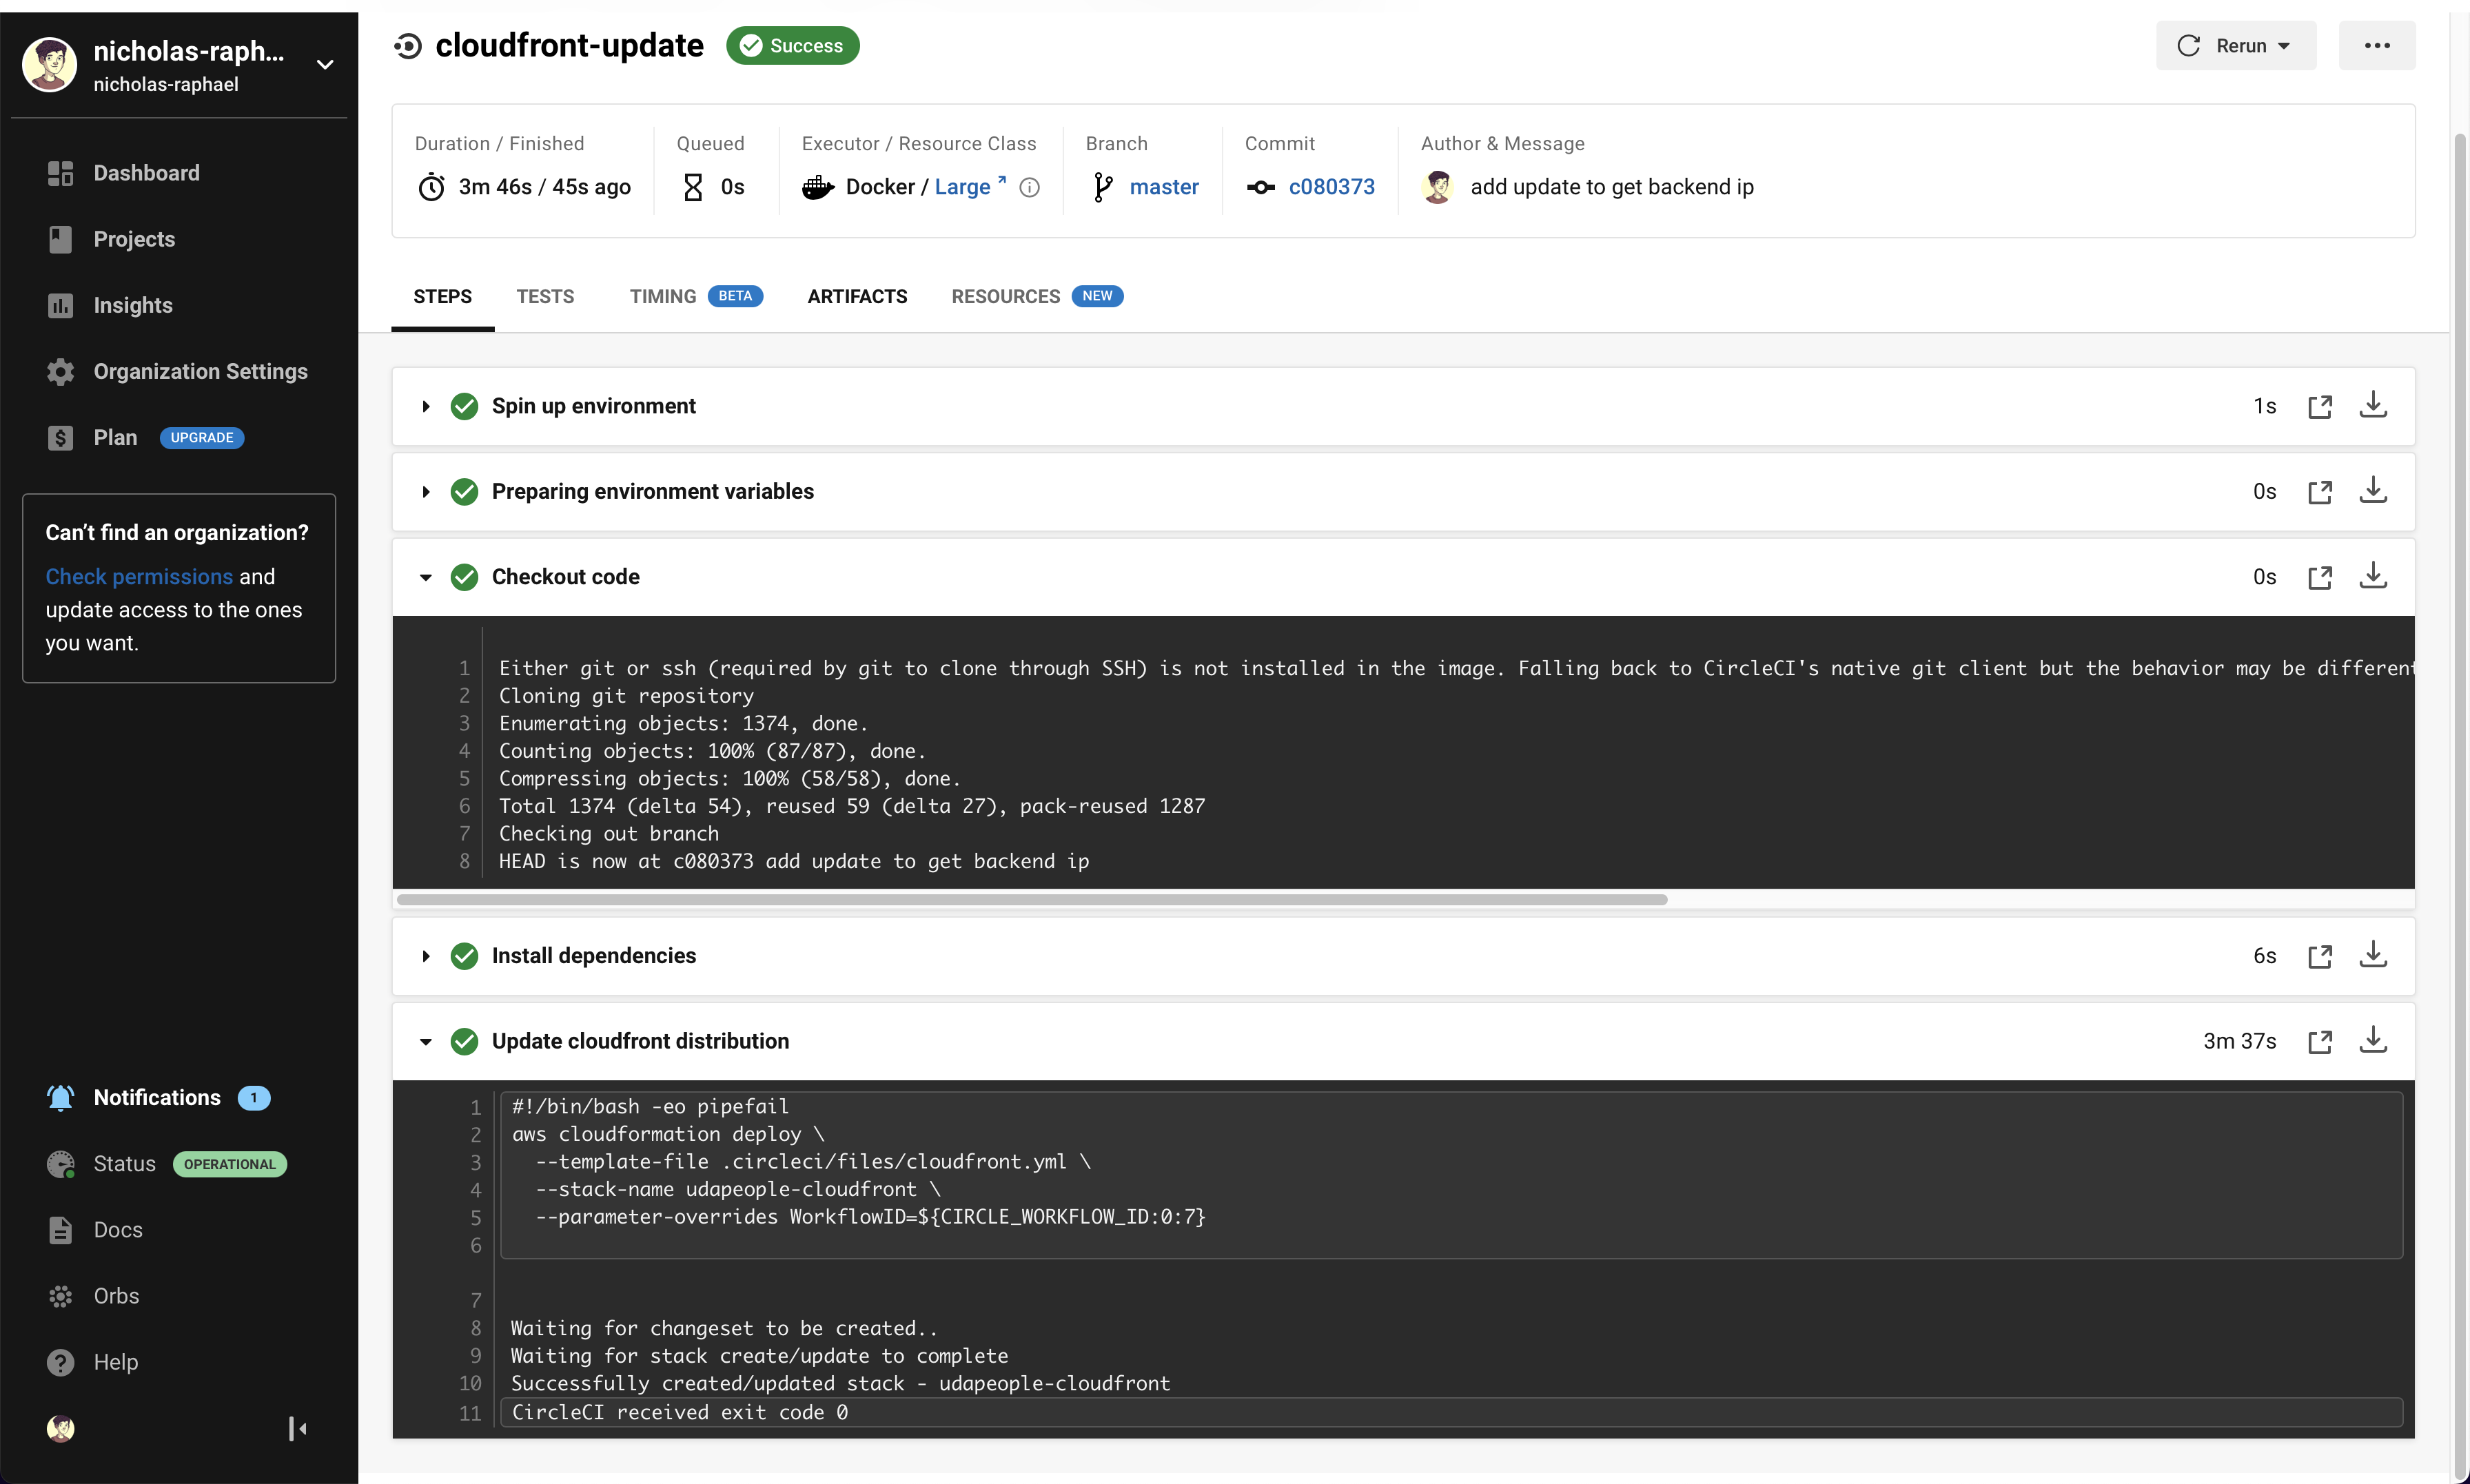 nicholas-raph...
nicholas-raphael
Dashboard
Projects
Insights
Organization Settings
Plan UPGRADE
Can’t find an organization?
Check permissions and
update access to the ones
you want.
Notifications 1
Status OPERATIONAL
Docs
Orbs
Help
cloudfront-update Success
Rerun
Duration / Finished
3m 46s / 45s ago
Queued
0s
Executor / Resource Class
Docker / Large
Branch
master
Commit
c080373
Author & Message
add update to get backend ip
STEPS TESTS TIMING BETA ARTIFACTS RESOURCES NEW
Spin up environment 1s
Preparing environment variables 0s
Checkout code 0s
1 Either git or ssh (required by git to clone through SSH) is not installed in the image. Falling back to CircleCI's native git client but the behavior may be different
2 Cloning git repository
3 Enumerating objects: 1374, done.
4 Counting objects: 100% (87/87), done.
5 Compressing objects: 100% (58/58), done.
6 Total 1374 (delta 54), reused 59 (delta 27), pack-reused 1287
7 Checking out branch
8 HEAD is now at c080373 add update to get backend ip
Install dependencies 6s
Update cloudfront distribution 3m 37s
1 #!/bin/bash -eo pipefail
2 aws cloudformation deploy \
3 --template-file .circleci/files/cloudfront.yml \
4 --stack-name udapeople-cloudfront \
5 --parameter-overrides WorkflowID=${CIRCLE_WORKFLOW_ID:0:7}
6
7
8 Waiting for changeset to be created..
9 Waiting for stack create/update to complete
10 Successfully created/updated stack - udapeople-cloudfront
11 CircleCI received exit code 0